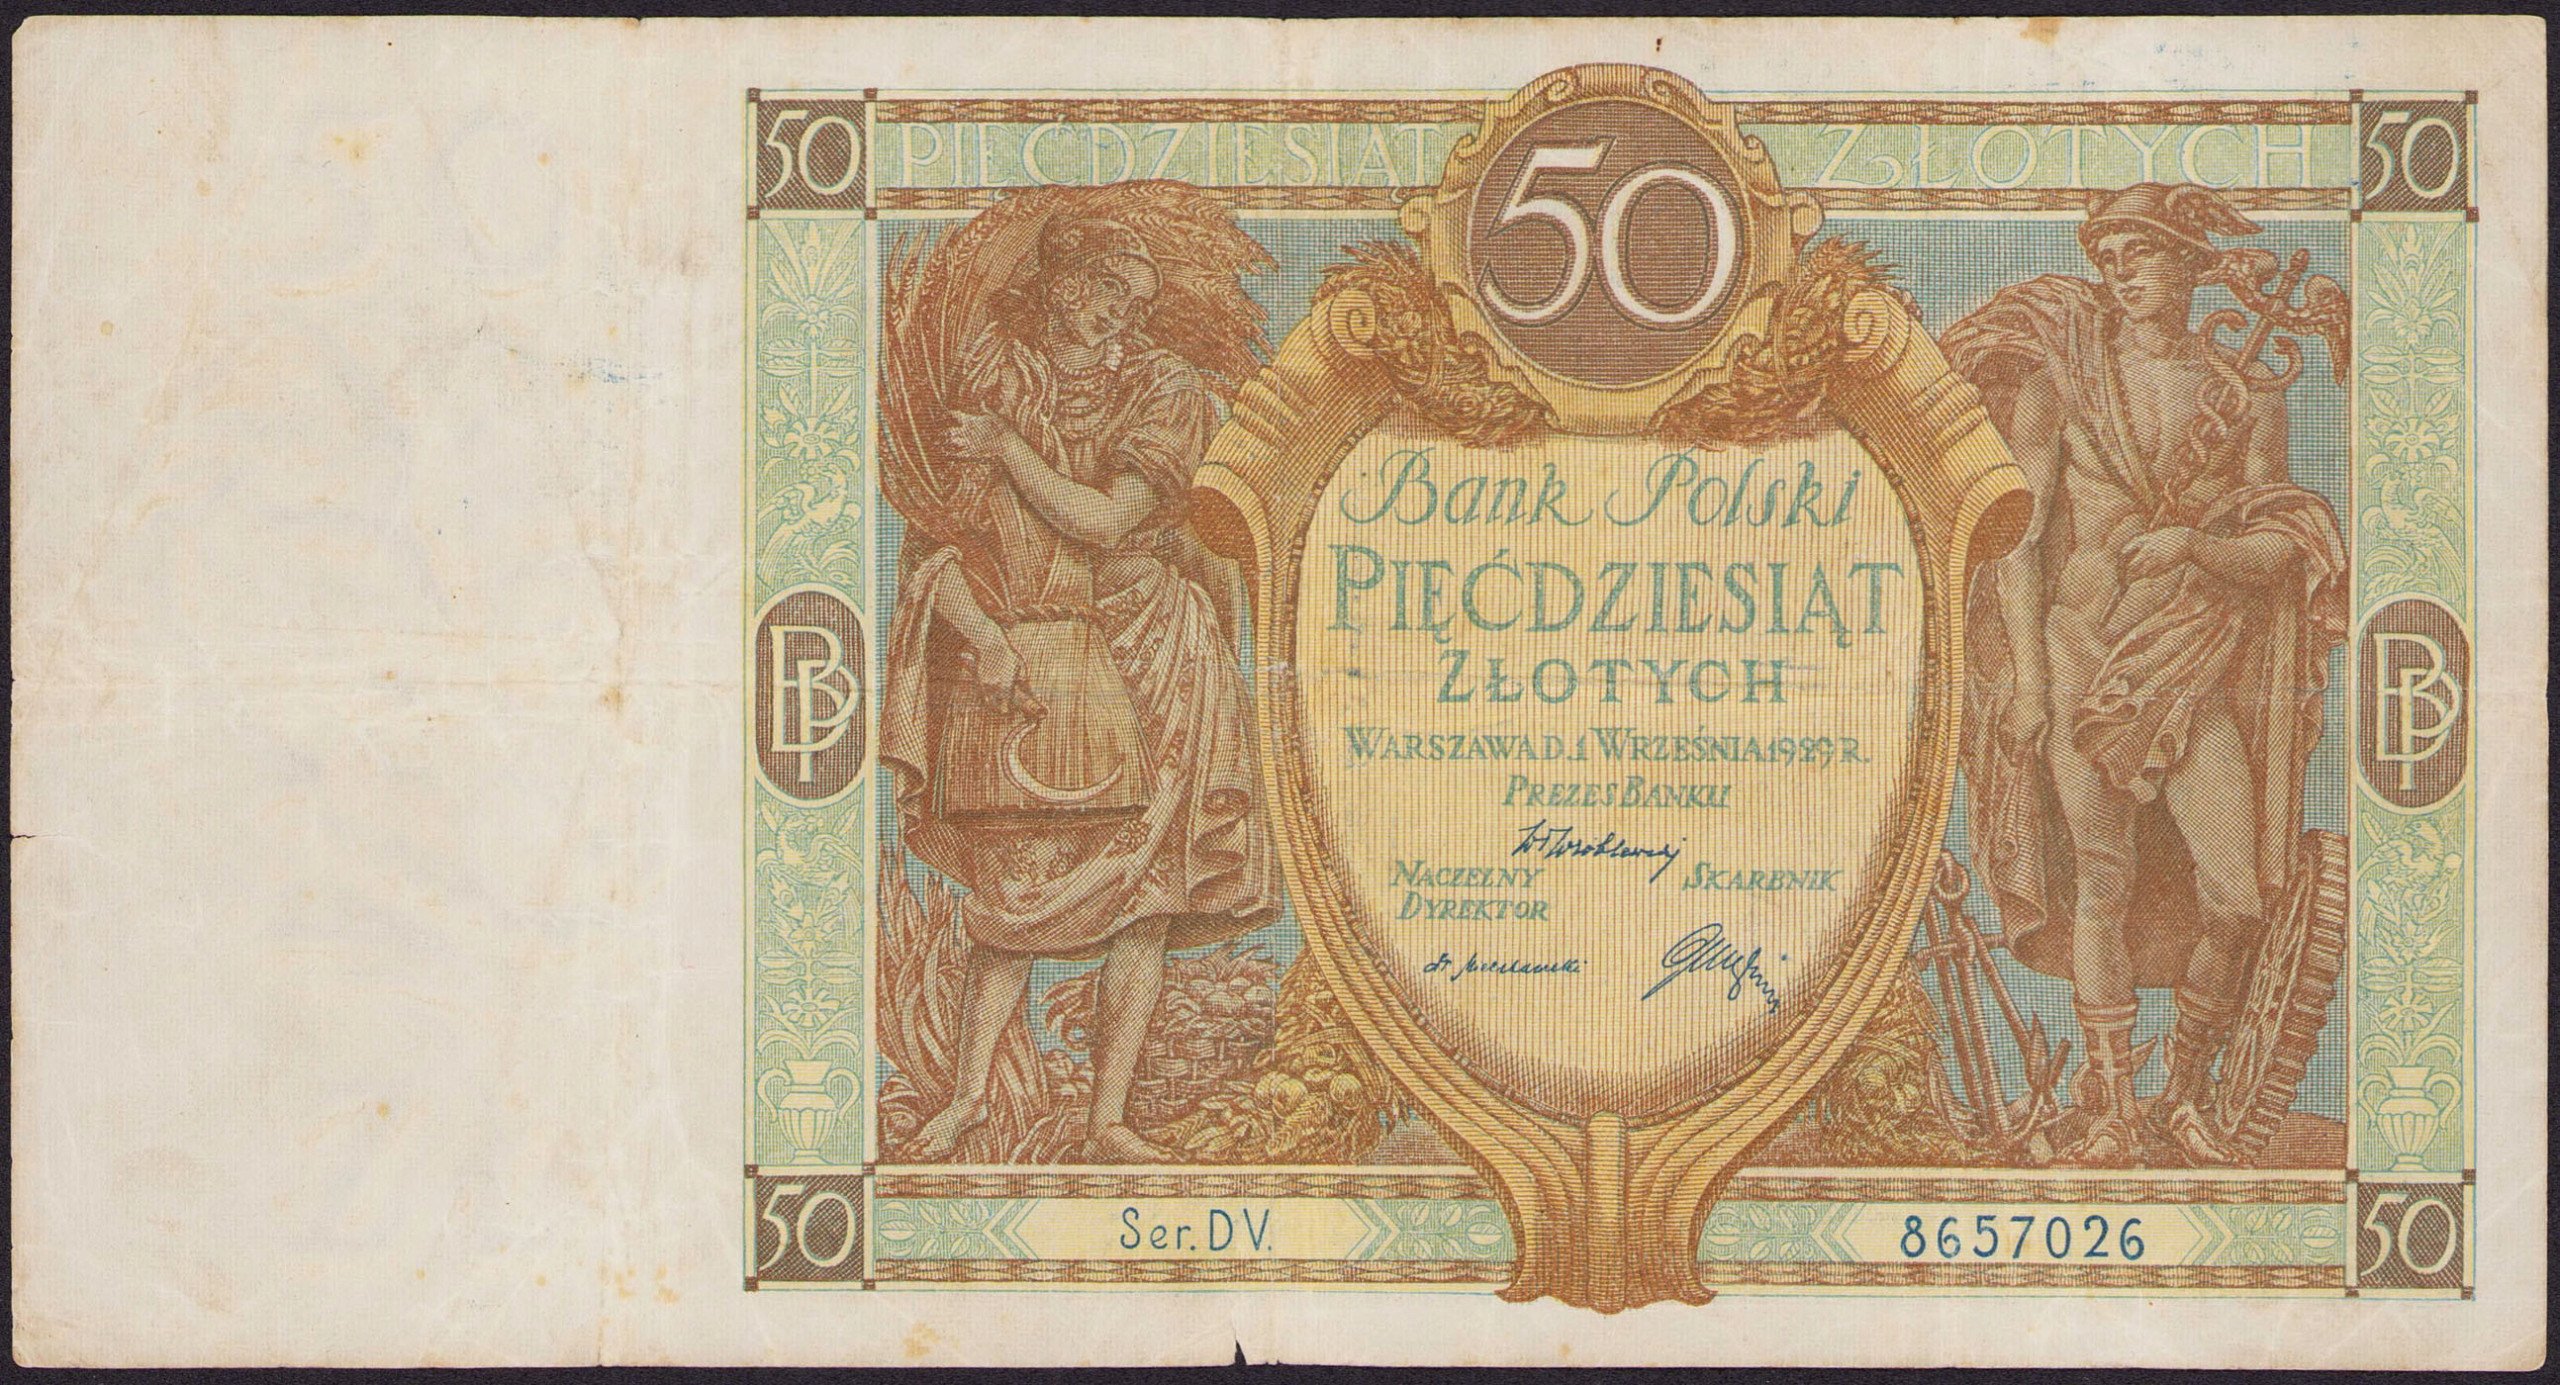 50 PIĘĆDZIESIĄT 50 ZŁOTYCH 50
Bank Polski
PIĘĆDZIESIĄT
ZŁOTYCH
WARSZAWA D. 1 WRZEŚNIA 1929 R.
PREZES BANKU
BP BP
NACZELNY SKARBNIK
DYREKTOR
50 Ser. DV. 8657026 50